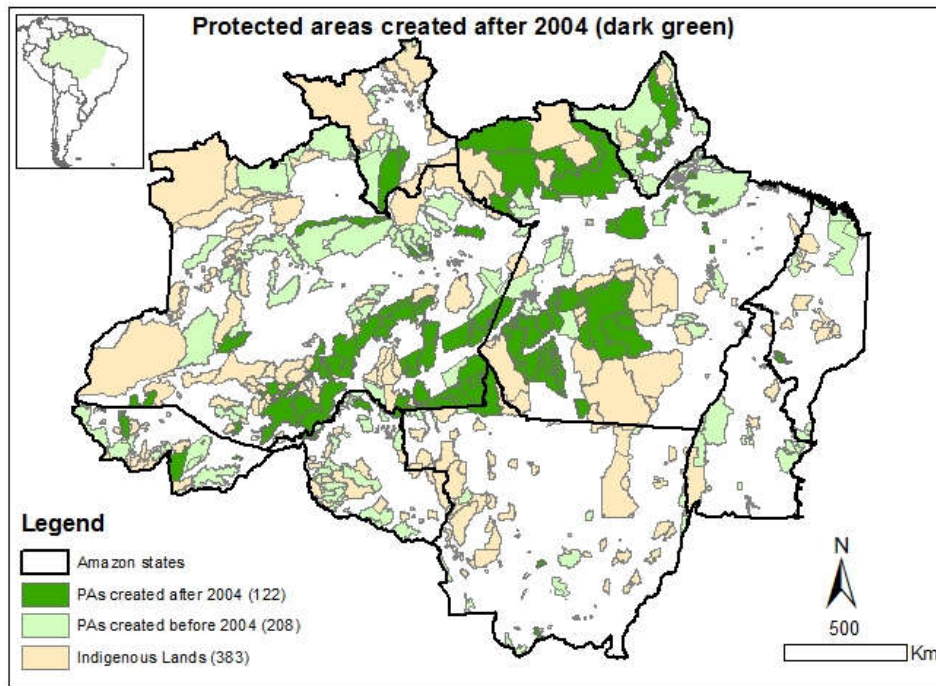 Protected areas created after 2004 (dark green)
Legend
Amazon states
PAs created after 2004 (122)
PAs created before 2004 (208)
Indigenous Lands (383)
N
500
Km